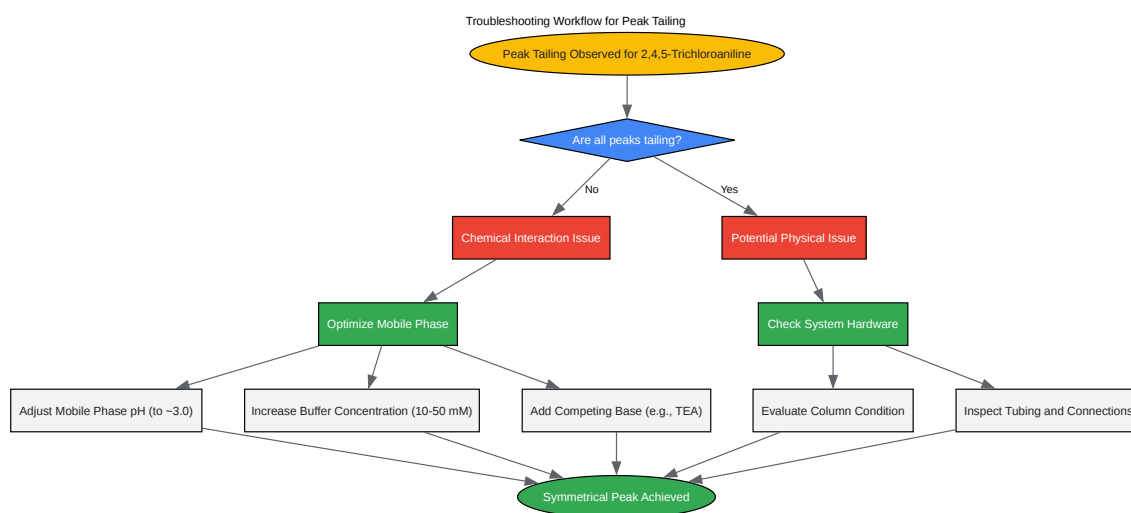 Troubleshooting Workflow for Peak Tailing
Peak Tailing Observed for 2,4,5-Trichloroaniline
Are all peaks tailing?
No
Yes
Chemical Interaction Issue
Potential Physical Issue
Optimize Mobile Phase
Check System Hardware
Adjust Mobile Phase pH (to ~3.0)
Increase Buffer Concentration (10-50 mM)
Add Competing Base (e.g., TEA)
Evaluate Column Condition
Inspect Tubing and Connections
Symmetrical Peak Achieved